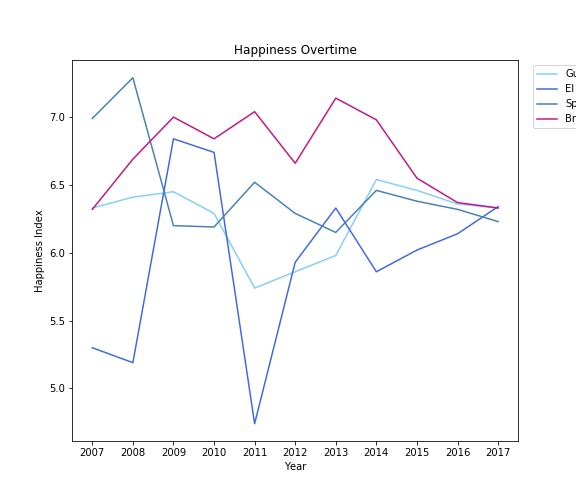 Happiness Overtime
Happiness Index
7.0
6.5
6.0
5.5
5.0
2007 2008 2009 2010 2011 2012 2013 2014 2015 2016 2017
Year
Gu
El
Sp
Br